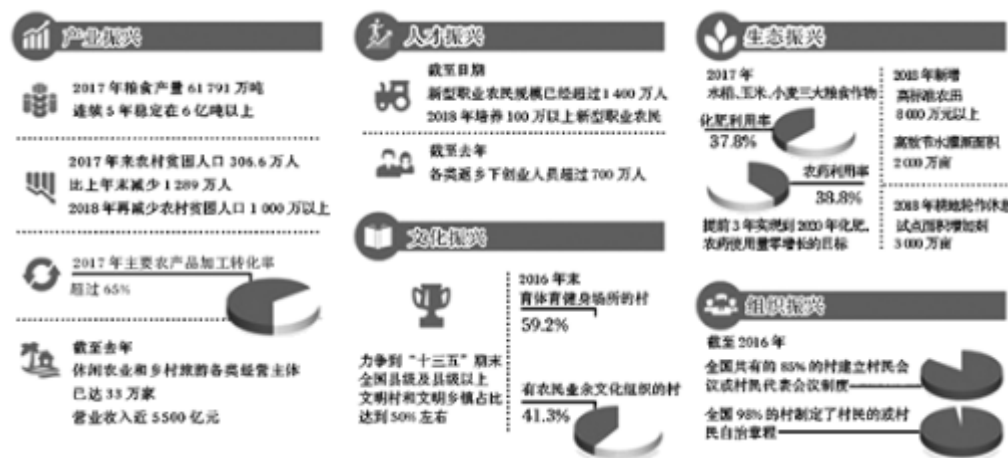 产业振兴
2017年粮食产量61791万吨
连续5年稳定在6亿吨以上
2017年末农村贫困人口306.6万人
比上年末减少1289万人
2018年再减少农村贫困人口1000万以上
2017年主要农产品加工转化率
超过65%
截至去年
休闲农业和乡村旅游各类经营主体
已达33万家
营业收入近5500亿元
人才振兴
截至目期
新型职业农民规模已经超过1400万人
2018年培养100万以上新型职业农民
截至去年
各类返乡下创业人员超过700万人
文化振兴
力争到“十三五”期末
全国县级及县级以上
文明村和文明乡镇占比
达到50%左右
2016年末
育体育健身场所的村
59.2%
有农民业余文化组织的村
41.3%
生态振兴
2017年
水稻、玉米、小麦三大粮食作物
化肥利用率
37.8%
农药利用率
38.8%
提前3年实现到2020年化肥、
农药使用量零增长的目标
2018年新增
高标准农田
8000万元以上
高效节水灌溉面积
2000万亩
2018年耕地轮作休息
试点面积增加到
3000万亩
组织振兴
截至2016年
全国共有的85%的村建立村民会
议或村民代表会议制度
全国98%的村制定了村民的或村
民自治章程